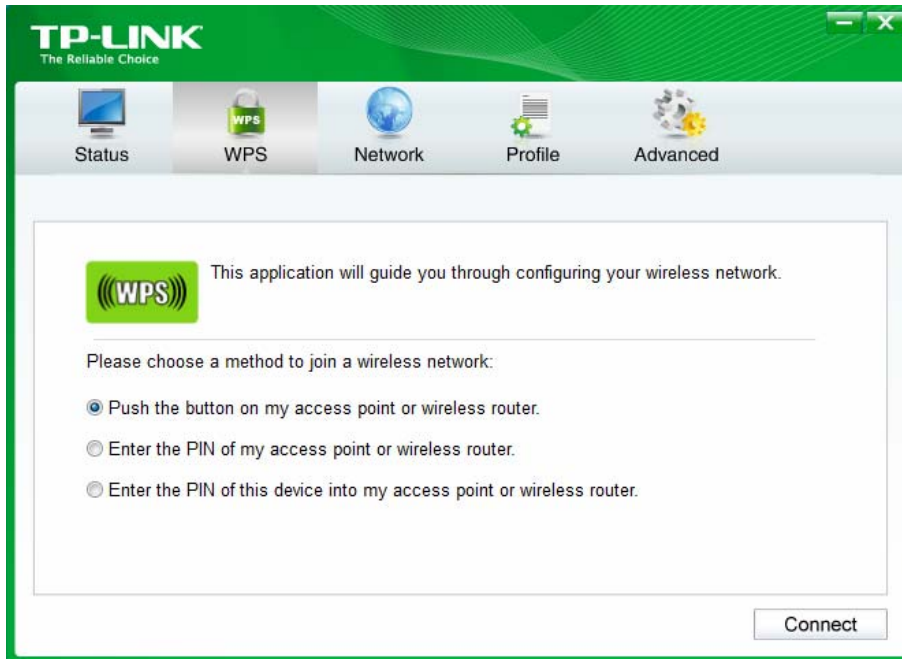 TP-LINK
The Reliable Choice
Status
WPS
WPS
Network
Profile
Advanced
WPS
This application will guide you through configuring your wireless network.
Please choose a method to join a wireless network:
Push the button on my access point or wireless router.
Enter the PIN of my access point or wireless router.
Enter the PIN of this device into my access point or wireless router.
Connect